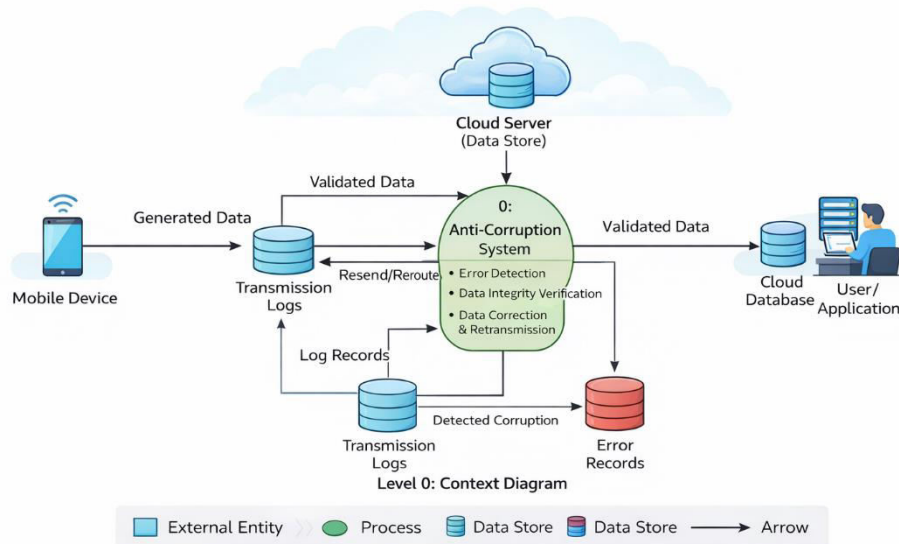 Cloud Server
(Data Store)
Validated Data
Generated Data
0:
Anti-Corruption
System
Validated Data
Resend/Reroute
• Error Detection
• Data Integrity Verification
• Data Correction
& Retransmission
Mobile Device
Transmission
Logs
Cloud
Database
User/
Application
Log Records
Detected Corruption
Transmission
Logs
Error
Records
Level 0: Context Diagram
External Entity
Process
Data Store
Data Store
Arrow